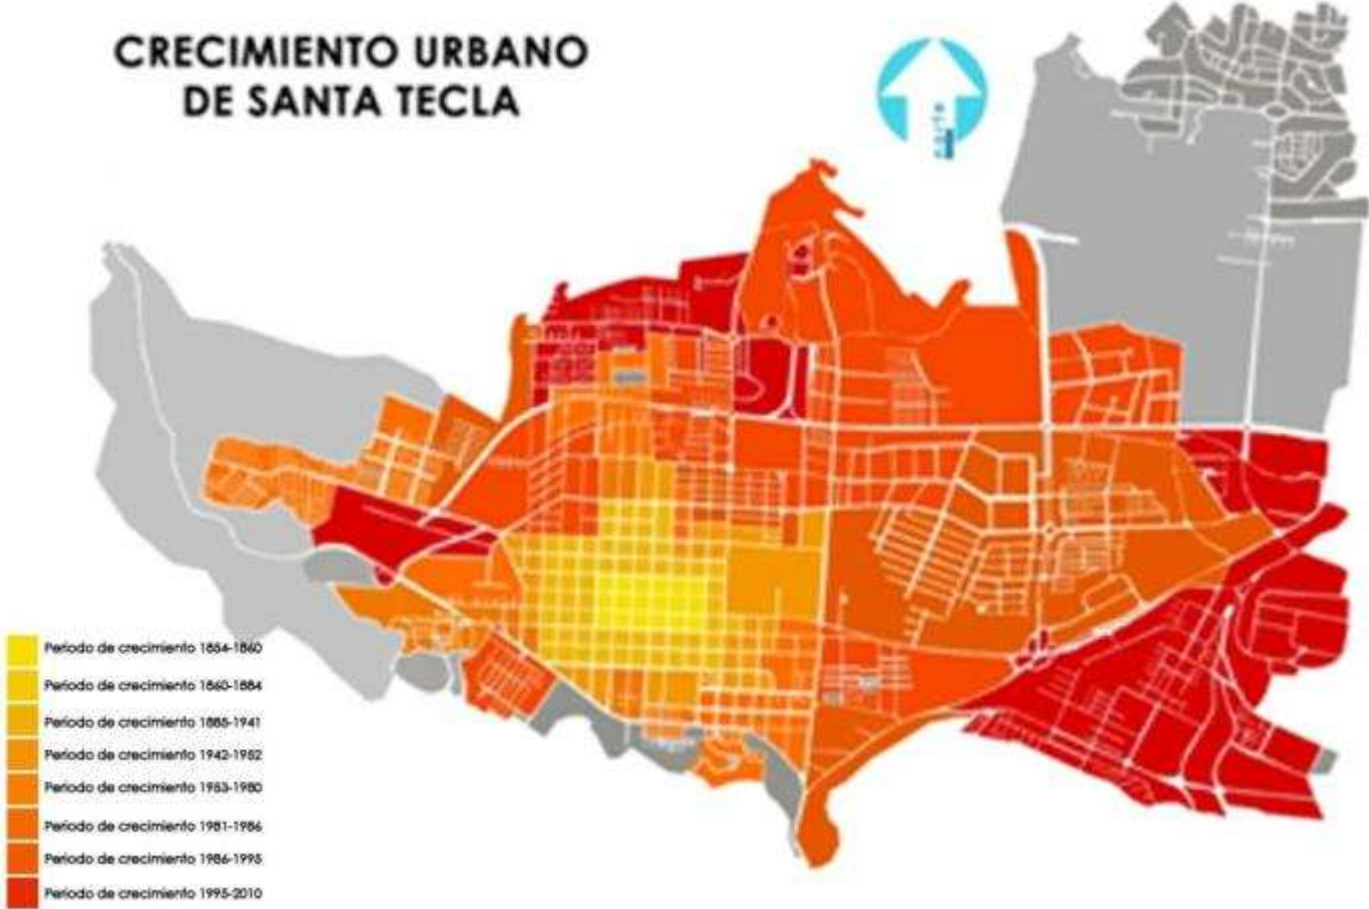 CRECIMIENTO URBANO
DE SANTA TECLA
norte
Periodo de crecimiento 1854-1860
Periodo de crecimiento 1860-1884
Periodo de crecimiento 1885-1941
Periodo de crecimiento 1942-1952
Periodo de crecimiento 1953-1980
Periodo de crecimiento 1981-1986
Periodo de crecimiento 1986-1995
Periodo de crecimiento 1995-2010